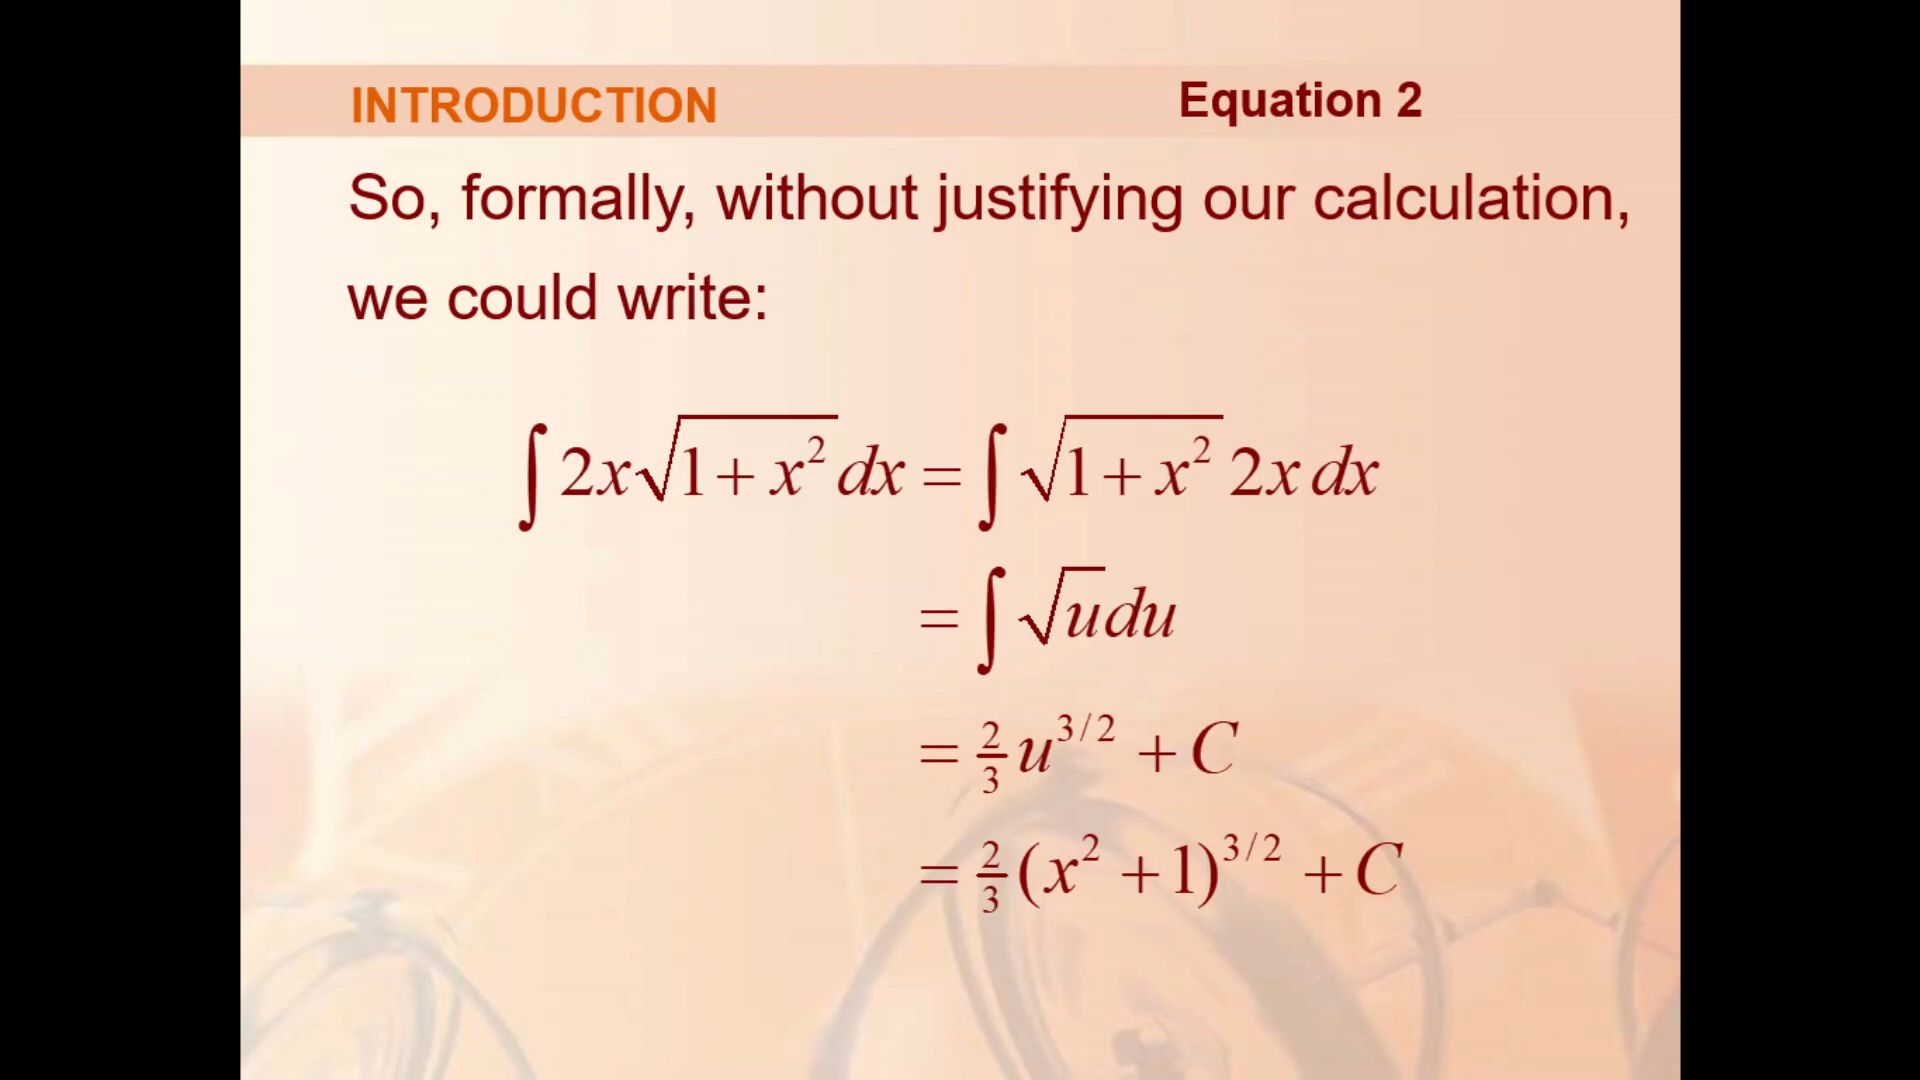 INTRODUCTION
Equation 2
So, formally, without justifying our calculation,
we could write:
∫ 2x√(1 + x²) dx = ∫ √(1 + x²) 2x dx
= ∫ √u du
= 2/3 u^{3/2} + C
= 2/3 (x² + 1)^{3/2} + C